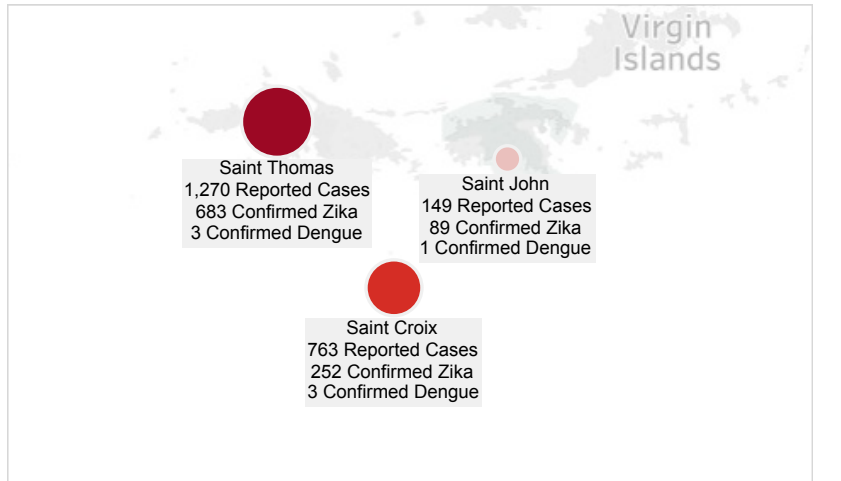 Virgin
Islands
Saint Thomas
1,270 Reported Cases
683 Confirmed Zika
3 Confirmed Dengue
Saint John
149 Reported Cases
89 Confirmed Zika
1 Confirmed Dengue
Saint Croix
763 Reported Cases
252 Confirmed Zika
3 Confirmed Dengue